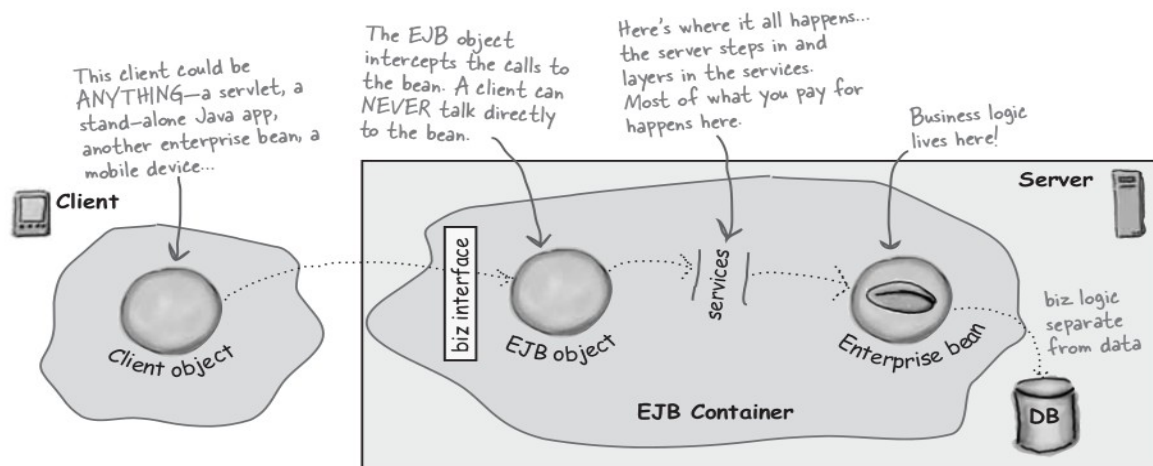 This client could be
ANYTHING—a servlet, a
stand-alone Java app,
another enterprise bean, a
mobile device...
The EJB object
intercepts the calls to
the bean. A client can
NEVER talk directly
to the bean.
Here's where it all happens...
the server steps in and
layers in the services.
Most of what you pay for
happens here.
Business logic
lives here!
Client
Server
Client object
biz interface
EJB object
services
Enterprise bean
biz logic
separate
from data
EJB Container
DB